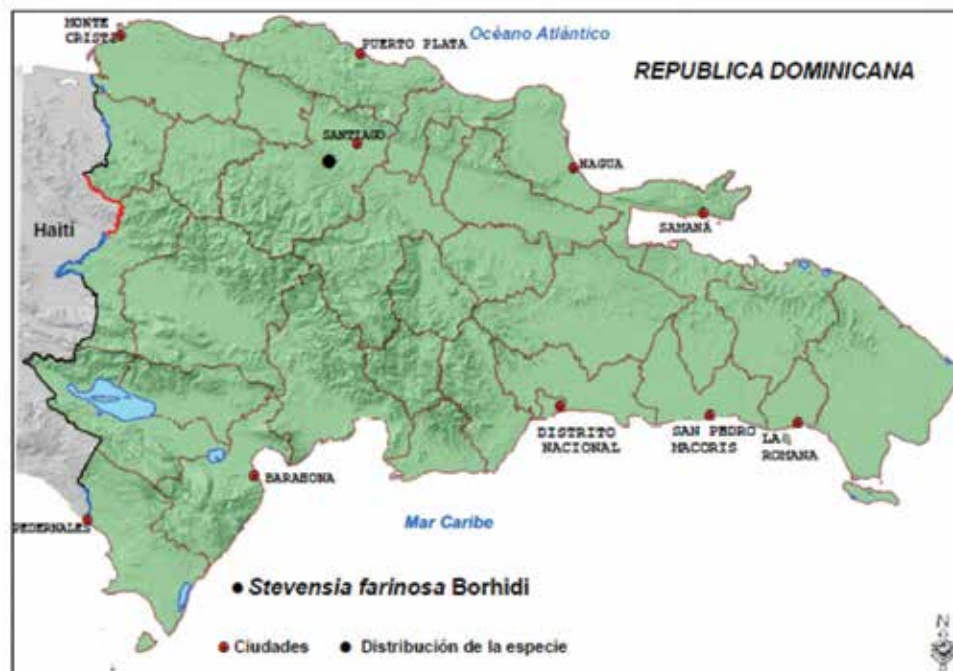 MONTE
CRISTI
PUERTO PLATA
Océano Atlántico
REPUBLICA DOMINICANA
SANTIAGO
NAGUA
Haití
SAMANÁ
DISTRITO
NACIONAL
SAN PEDRO
MACORIS
LA
ROMANA
BARAHONA
PEDERNALES
Mar Caribe
Stevensia farinosa Borhidi
Ciudades
Distribución de la especie
N